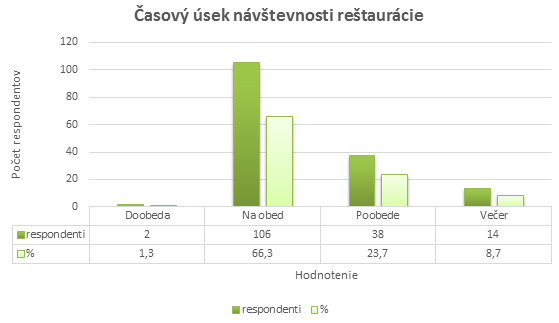 Časový úsek návštevnosti reštaurácie
Počet respondentov
120
100
80
60
40
20
0
Doobeda Na obed Poobede Večer
respondenti 2 106 38 14
% 1,3 66,3 23,7 8,7
Hodnotenie
respondenti %